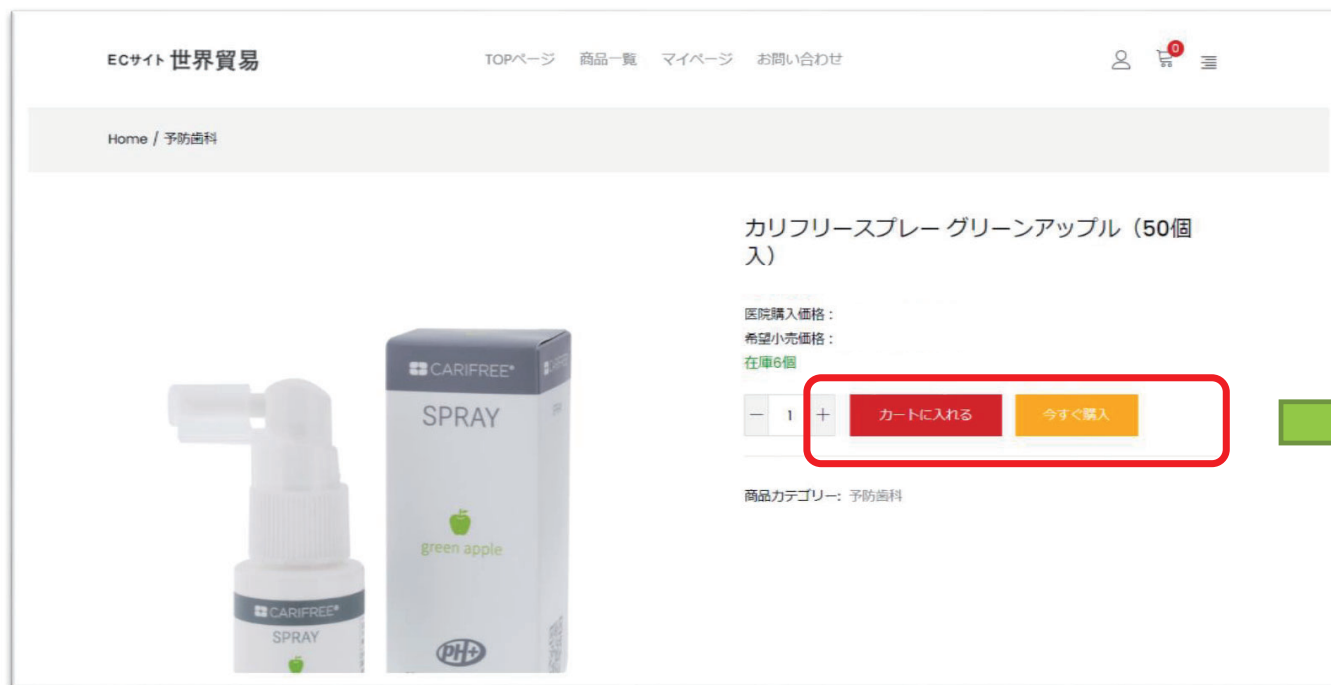 ECサイト 世界貿易
TOPページ 商品一覧 マイページ お問い合わせ
0
Home / 予防歯科
カリフリースプレー グリーンアップル（50個
入）
医院購入価格：
希望小売価格：
在庫6個
− 1 + カートに入れる 今すぐ購入
商品カテゴリー: 予防歯科
CARIFREE
SPRAY
green apple
PH+
CARIFREE
SPRAY